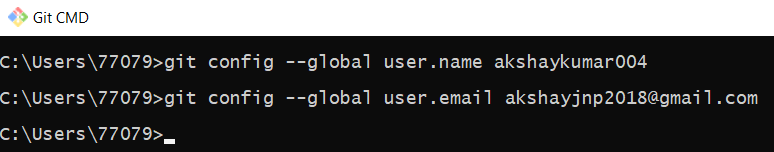 Git CMD
C:\Users\77079>git config --global user.name akshaykumar004
C:\Users\77079>git config --global user.email akshayjnp2018@gmail.com
C:\Users\77079>